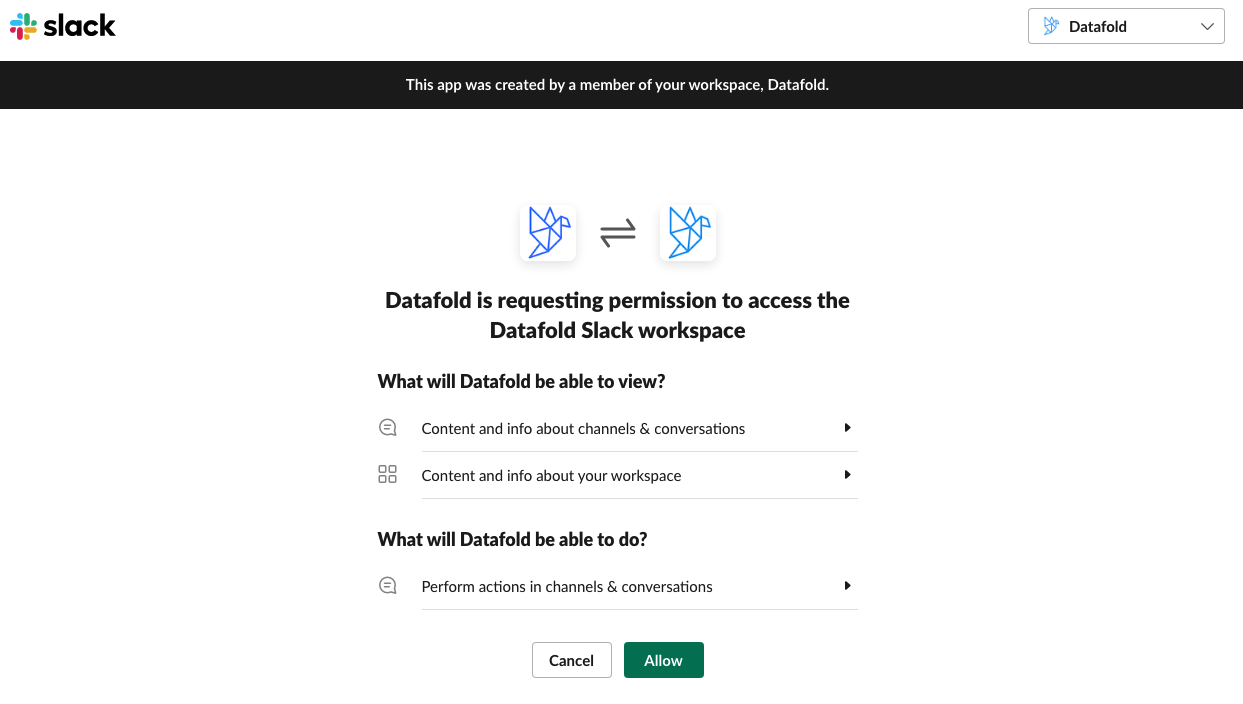 slack
Datafold
This app was created by a member of your workspace, Datafold.
Datafold is requesting permission to access the
Datafold Slack workspace
What will Datafold be able to view?
Content and info about channels & conversations
Content and info about your workspace
What will Datafold be able to do?
Perform actions in channels & conversations
Cancel
Allow